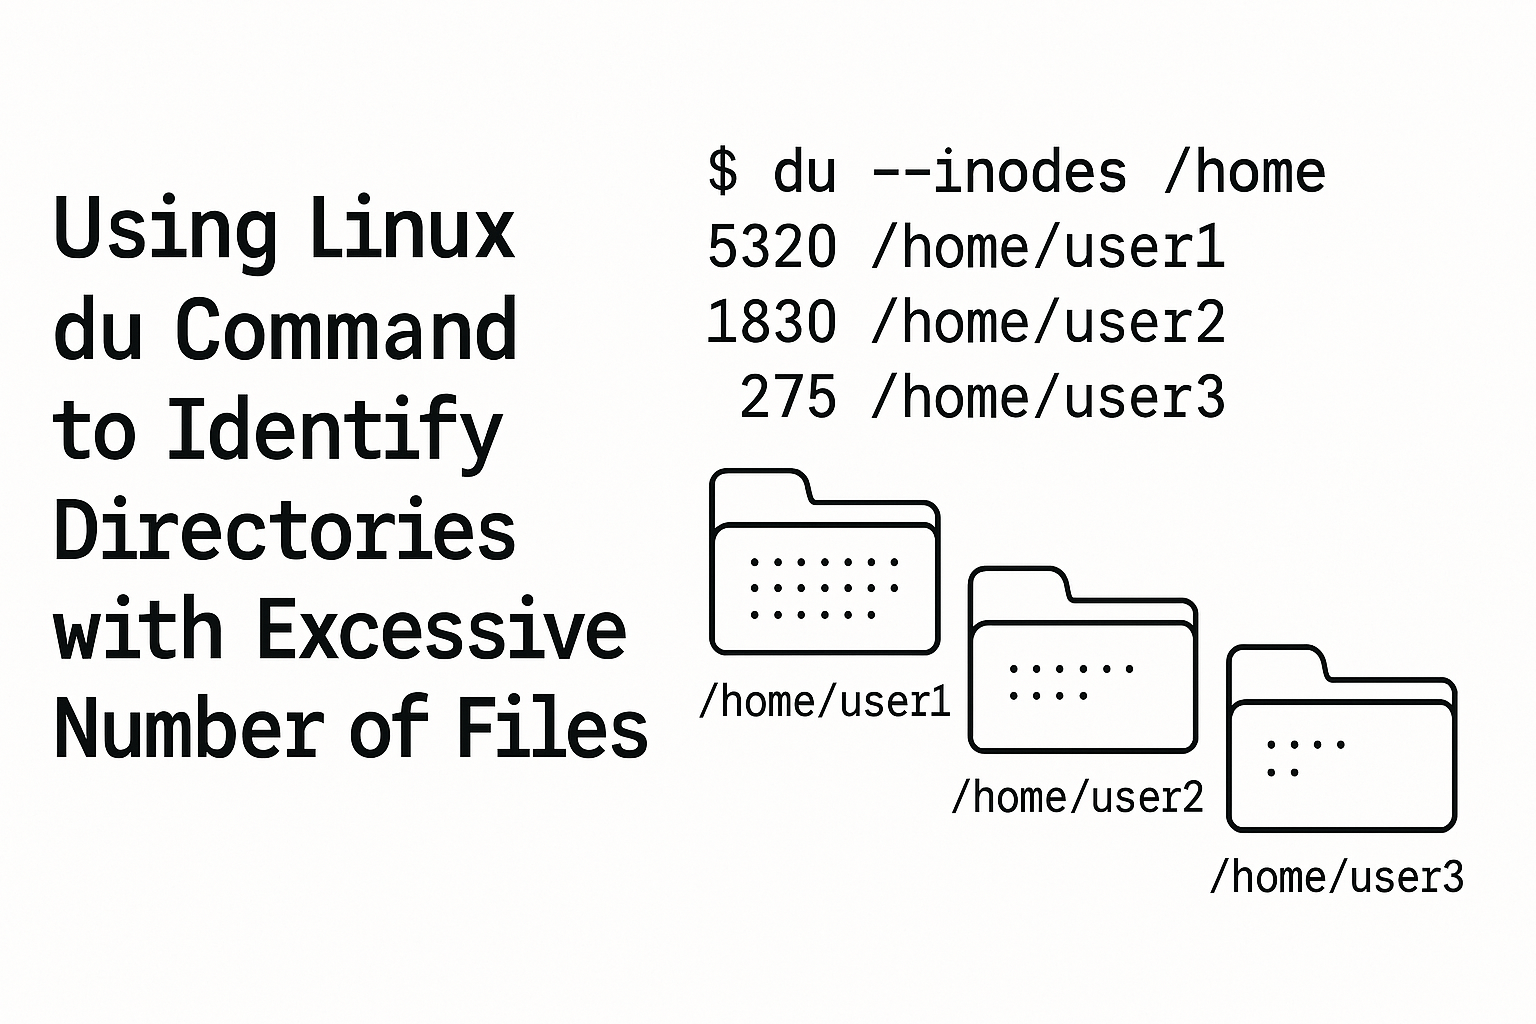 Using Linux
du Command
to Identify
Directories
with Excessive
Number of Files
$ du --inodes /home
5320 /home/user1
1830 /home/user2
275 /home/user3
/home/user1
/home/user2
/home/user3